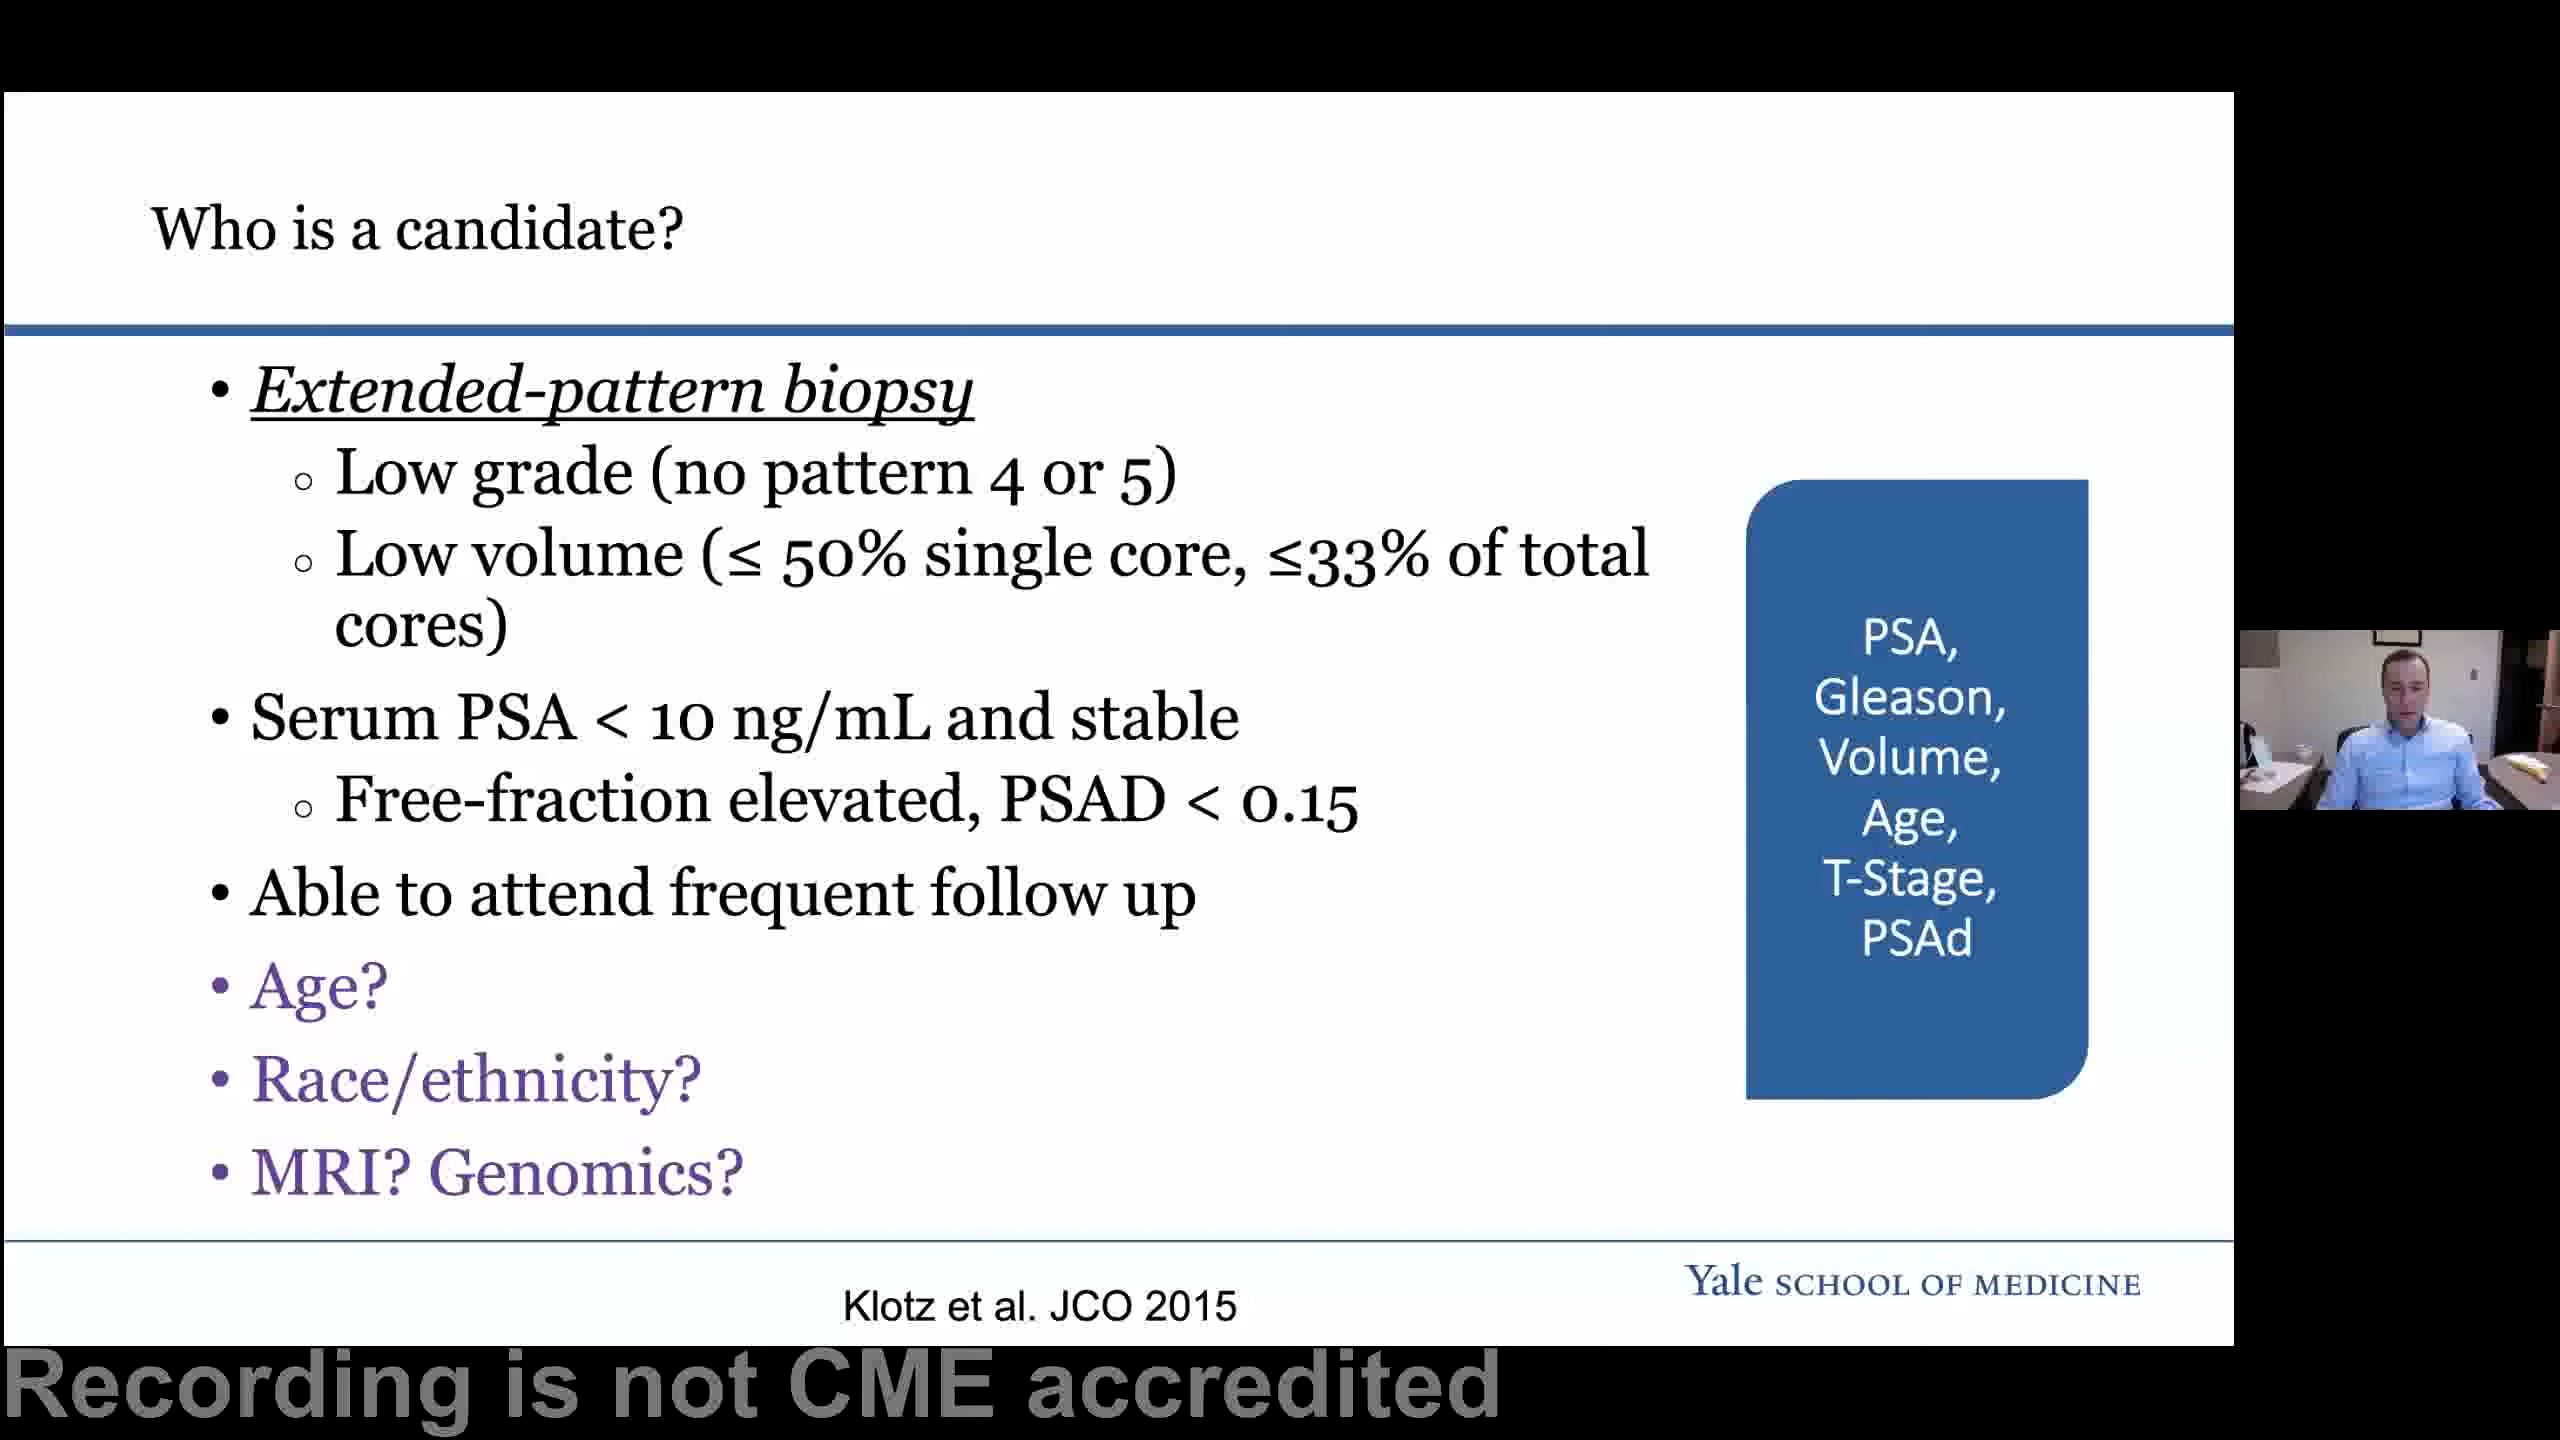 Who is a candidate?
• Extended-pattern biopsy
○ Low grade (no pattern 4 or 5)
○ Low volume (≤ 50% single core, ≤33% of total
cores)
• Serum PSA < 10 ng/mL and stable
○ Free-fraction elevated, PSAD < 0.15
• Able to attend frequent follow up
• Age?
• Race/ethnicity?
• MRI? Genomics?
PSA,
Gleason,
Volume,
Age,
T-Stage,
PSAd
Klotz et al. JCO 2015
Yale SCHOOL OF MEDICINE
Recording is not CME accredited